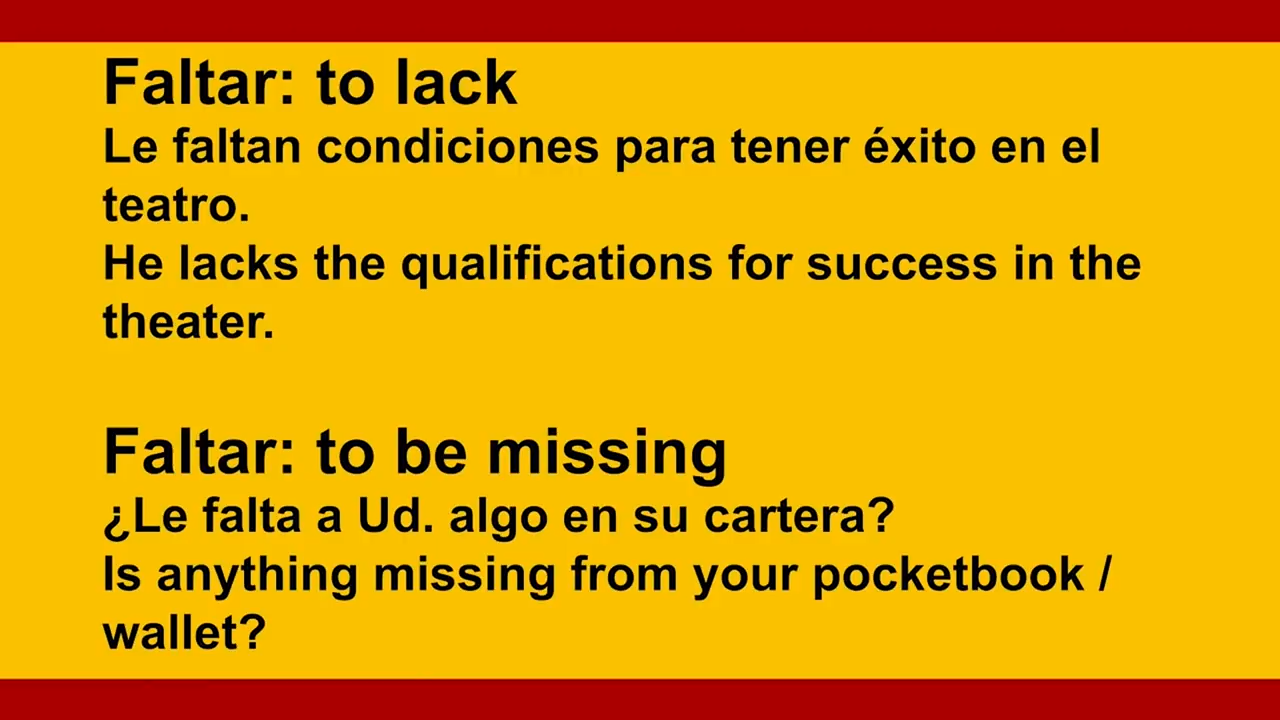 Faltar: to lack
Le faltan condiciones para tener éxito en el
teatro.
He lacks the qualifications for success in the
theater.
Faltar: to be missing
¿Le falta a Ud. algo en su cartera?
Is anything missing from your pocketbook /
wallet?